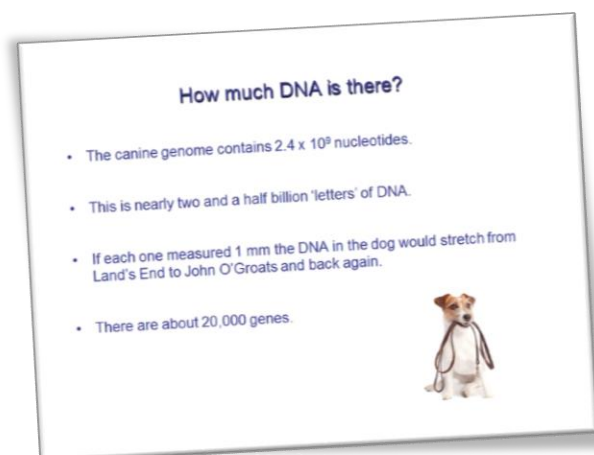 How much DNA is there?
• The canine genome contains 2.4 x 10⁹ nucleotides.
• This is nearly two and a half billion 'letters' of DNA.
• If each one measured 1 mm the DNA in the dog would stretch from
Land's End to John O'Groats and back again.
• There are about 20,000 genes.